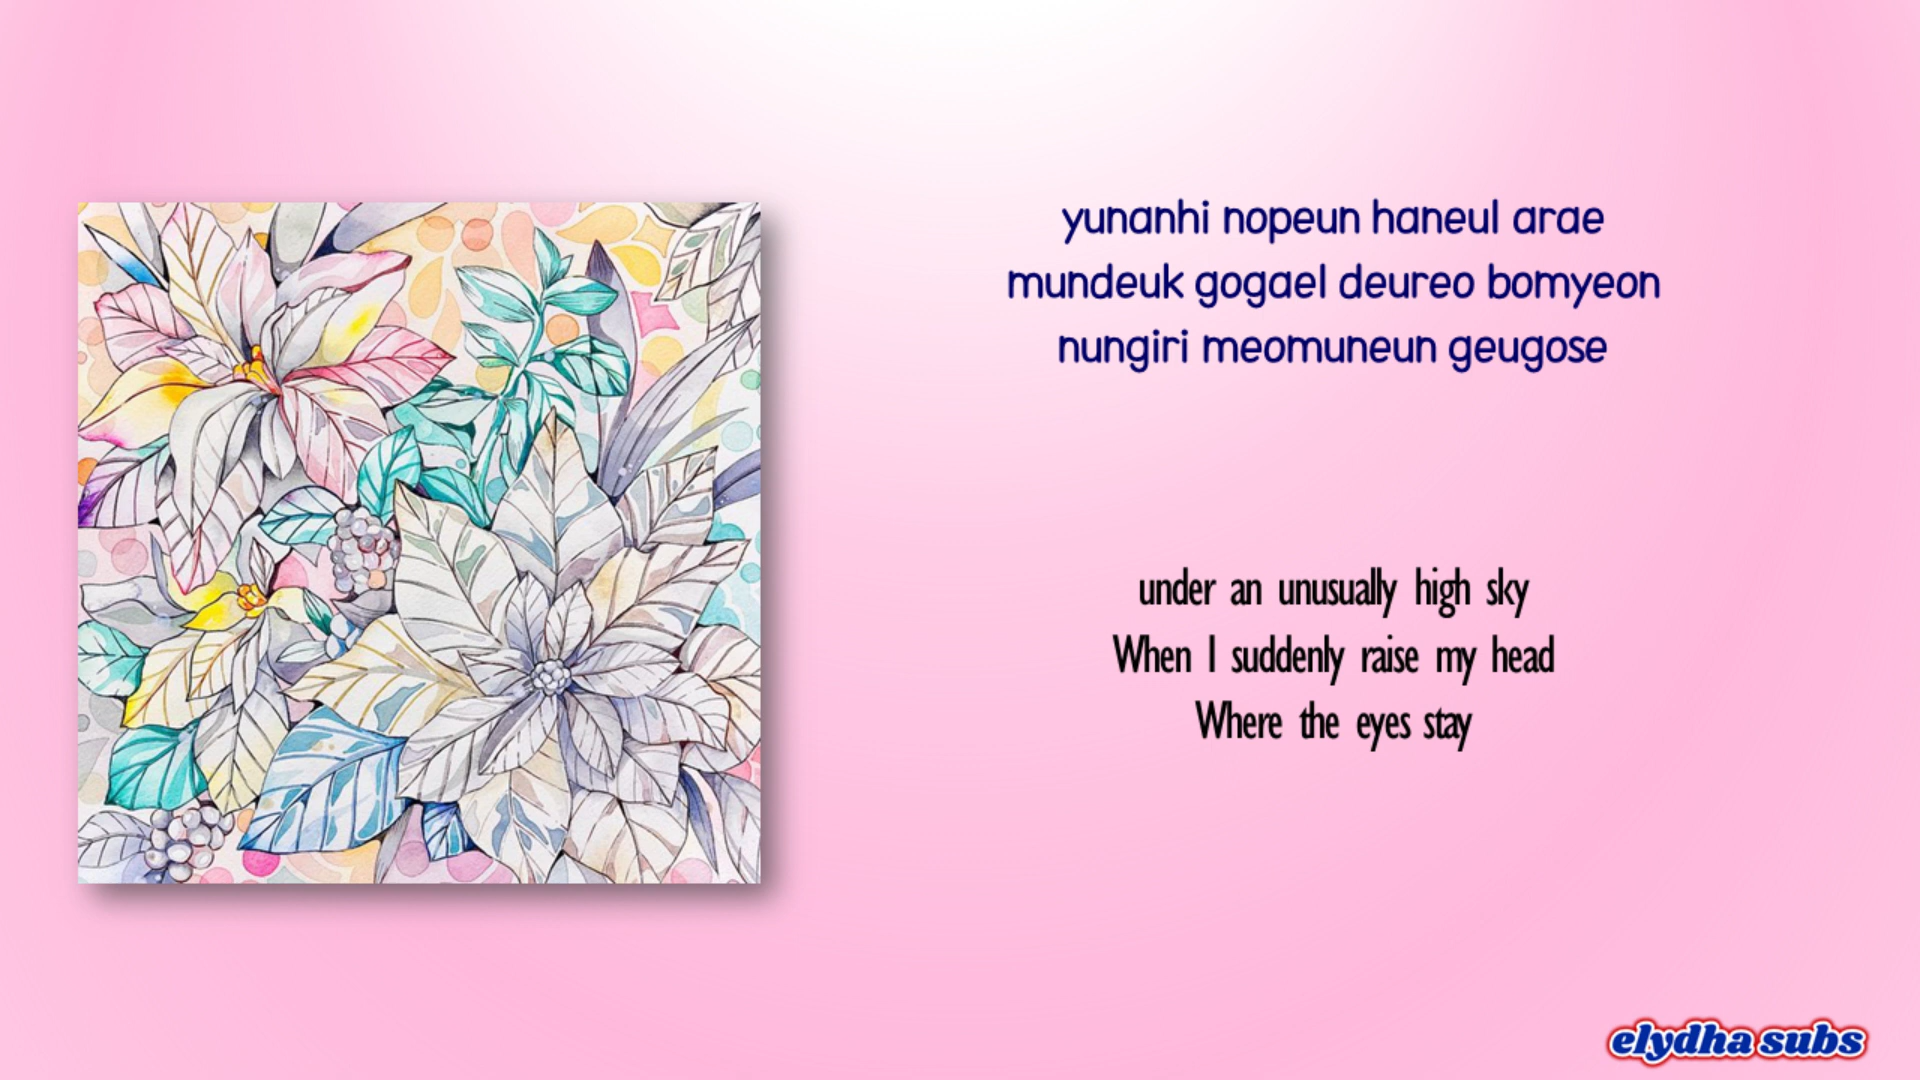 yunanhi nopeun haneul arae
mundeuk gogael deureo bomyeon
nungiri meomuneun geugose
under an unusually high sky
When I suddenly raise my head
Where the eyes stay
elydha subs